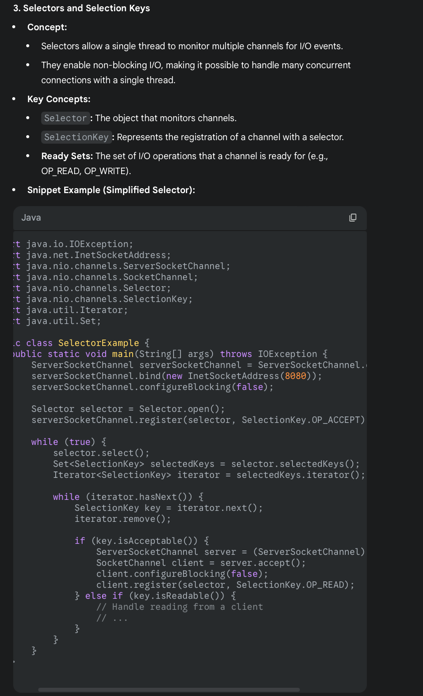 3. Selectors and Selection Keys
• Concept:
• Selectors allow a single thread to monitor multiple channels for I/O events.
• They enable non-blocking I/O, making it possible to handle many concurrent
connections with a single thread.
• Key Concepts:
• Selector: The object that monitors channels.
• SelectionKey: Represents the registration of a channel with a selector.
• Ready Sets: The set of I/O operations that a channel is ready for (e.g.,
OP_READ, OP_WRITE).
• Snippet Example (Simplified Selector):
Java
rt java.io.IOException;
rt java.net.InetSocketAddress;
rt java.nio.channels.ServerSocketChannel;
rt java.nio.channels.SocketChannel;
rt java.nio.channels.Selector;
rt java.nio.channels.SelectionKey;
rt java.util.Iterator;
rt java.util.Set;
ic class SelectorExample {
public static void main(String[] args) throws IOException {
ServerSocketChannel serverSocketChannel = ServerSocketChannel.
serverSocketChannel.bind(new InetSocketAddress(8080));
serverSocketChannel.configureBlocking(false);
Selector selector = Selector.open();
serverSocketChannel.register(selector, SelectionKey.OP_ACCEPT)
while (true) {
selector.select();
Set<SelectionKey> selectedKeys = selector.selectedKeys();
Iterator<SelectionKey> iterator = selectedKeys.iterator();
while (iterator.hasNext()) {
SelectionKey key = iterator.next();
iterator.remove();
if (key.isAcceptable()) {
ServerSocketChannel server = (ServerSocketChannel)
SocketChannel client = server.accept();
client.configureBlocking(false);
client.register(selector, SelectionKey.OP_READ);
} else if (key.isReadable()) {
// Handle reading from a client
// ...
}
}
}